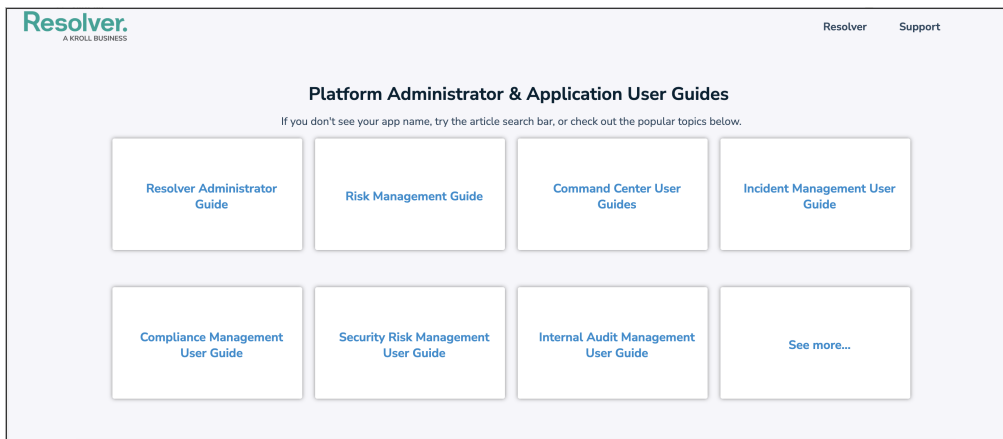 Resolver.
A KROLL BUSINESS
Resolver
Support
Platform Administrator & Application User Guides
If you don't see your app name, try the article search bar, or check out the popular topics below.
Resolver Administrator
Guide
Risk Management Guide
Command Center User
Guides
Incident Management User
Guide
Compliance Management
User Guide
Security Risk Management
User Guide
Internal Audit Management
User Guide
See more...